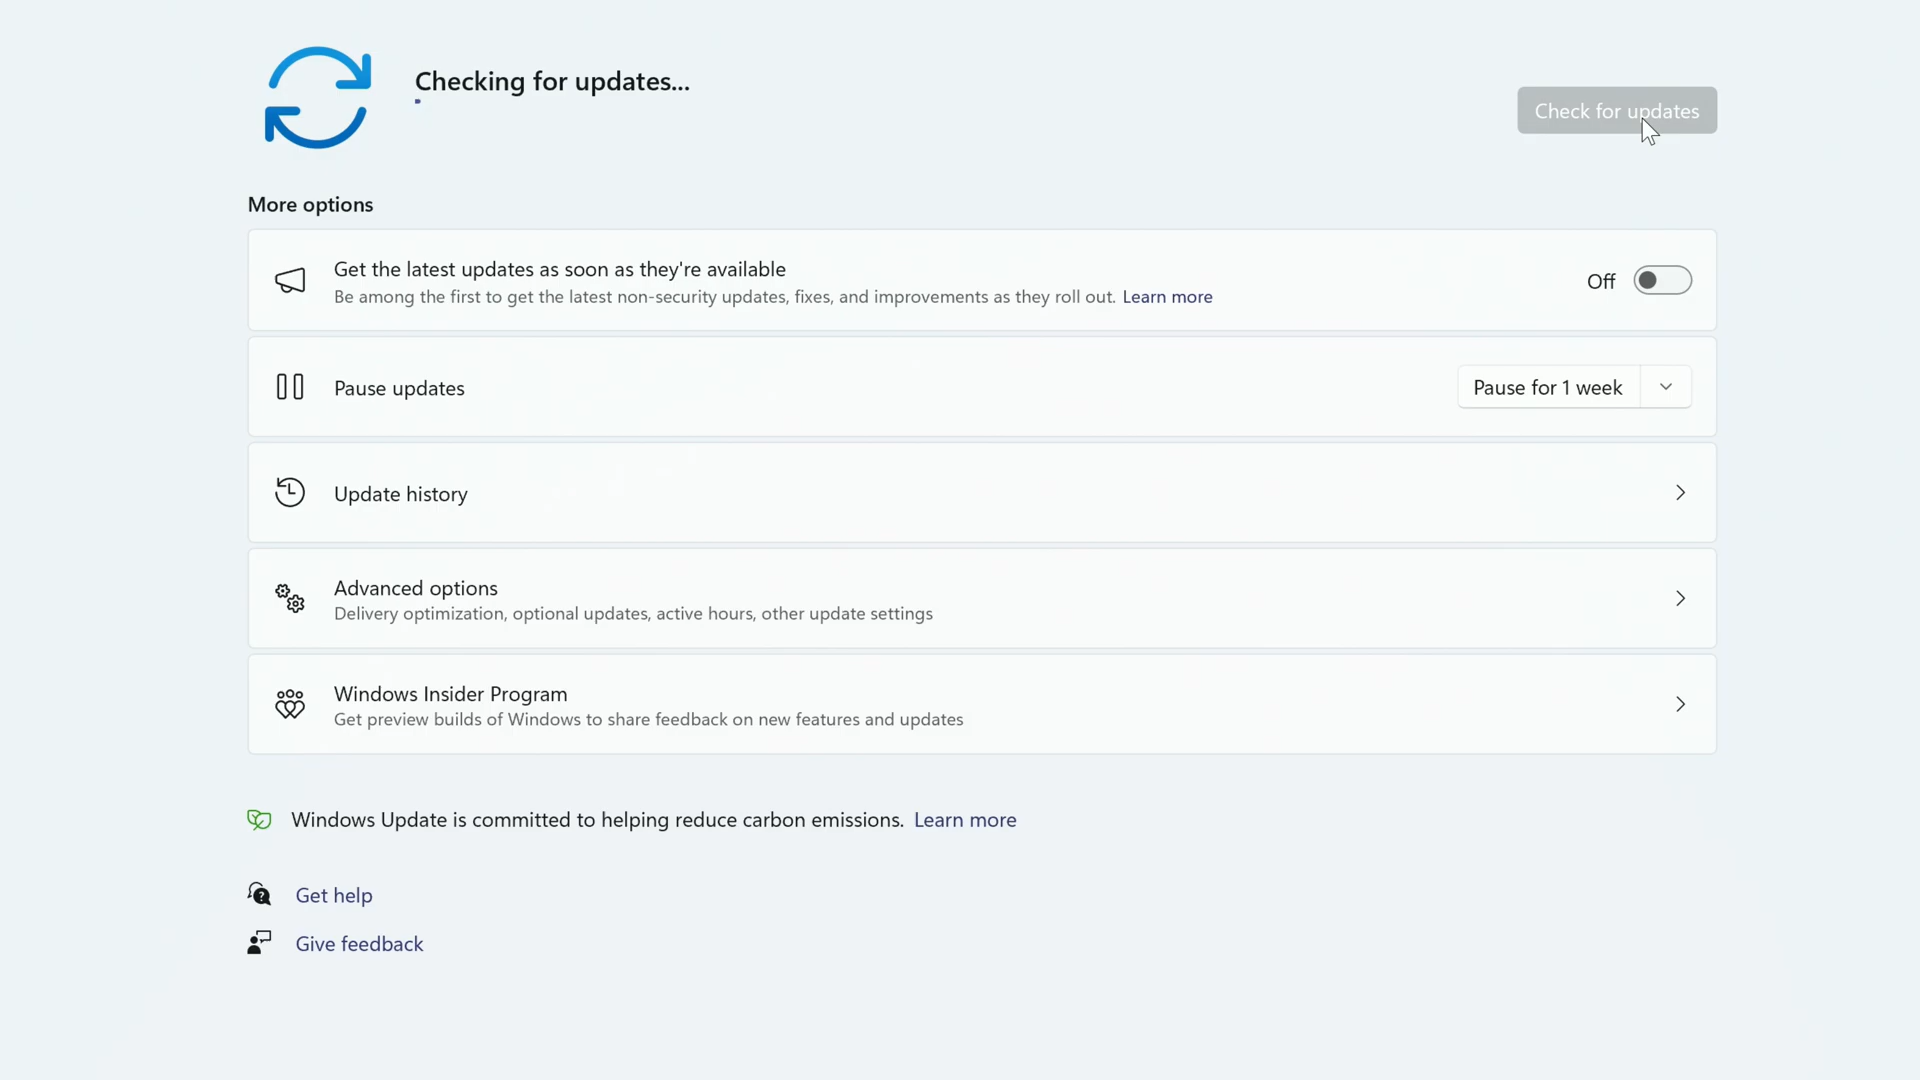 Checking for updates...
Check for updates
More options
Get the latest updates as soon as they're available
Be among the first to get the latest non-security updates, fixes, and improvements as they roll out. Learn more
Off
Pause updates
Pause for 1 week
Update history
Advanced options
Delivery optimization, optional updates, active hours, other update settings
Windows Insider Program
Get preview builds of Windows to share feedback on new features and updates
Windows Update is committed to helping reduce carbon emissions. Learn more
Get help
Give feedback